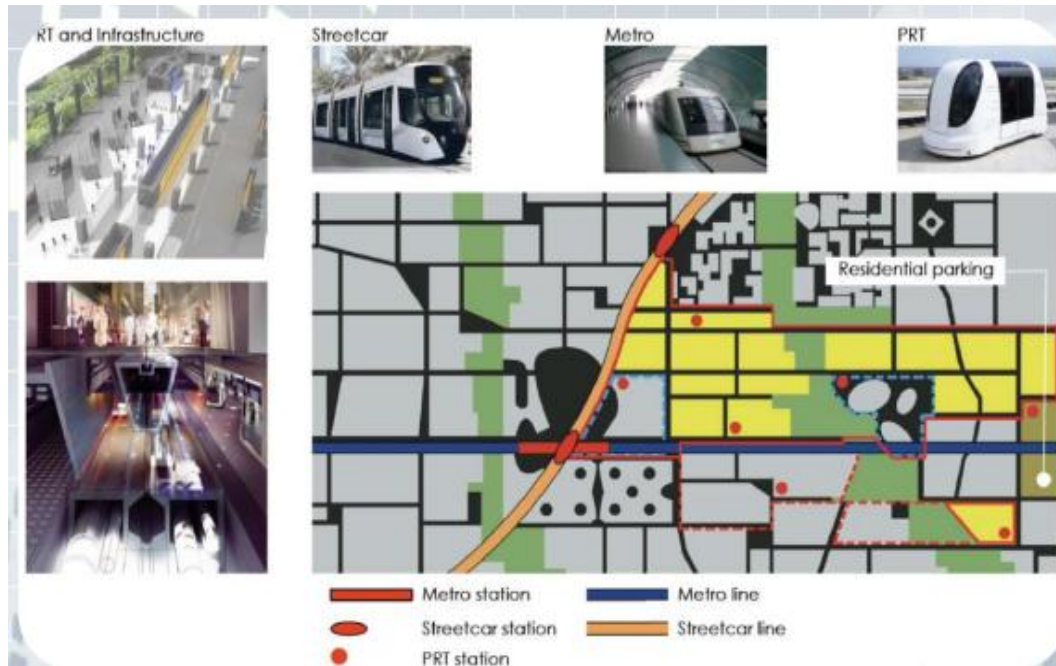 RT and Infrastructure
Streetcar
Metro
PRT
Residential parking
Metro station
Metro line
Streetcar station
Streetcar line
PRT station